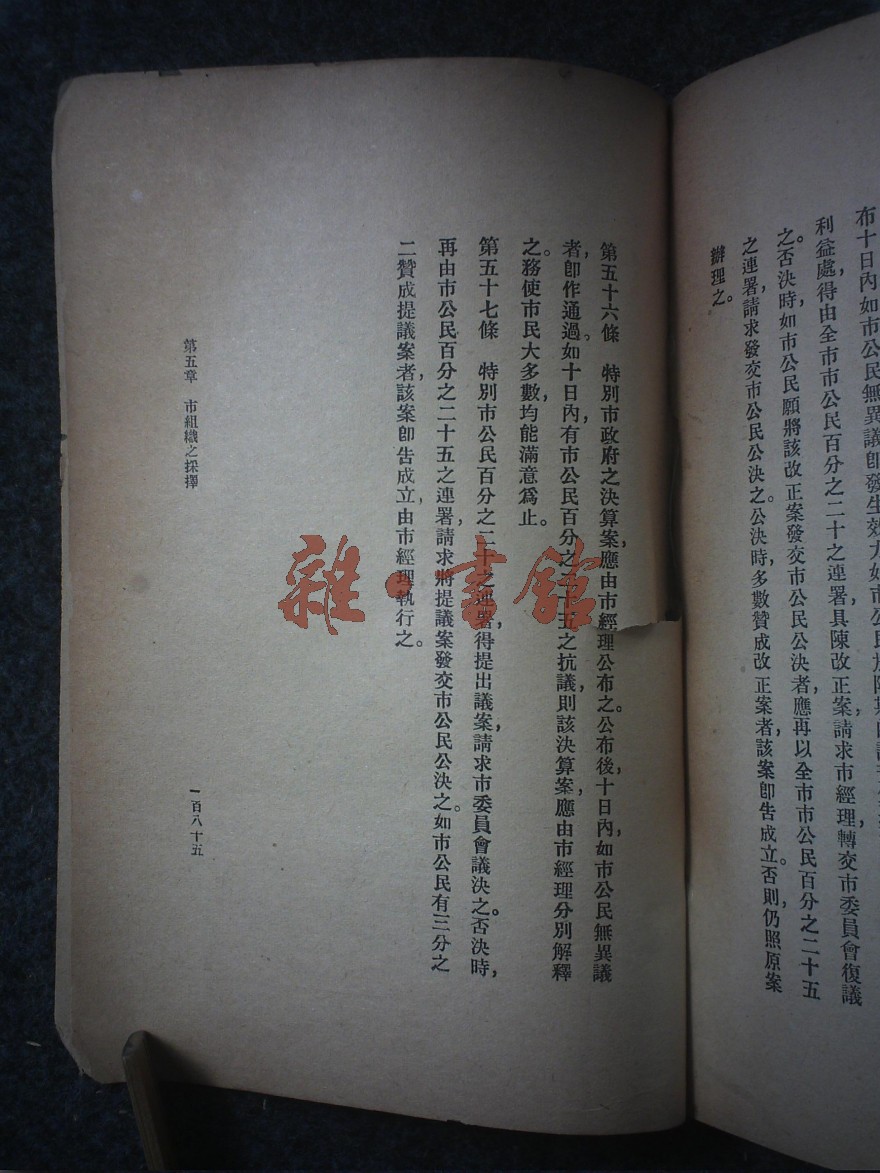 布十日內如市公民無異議卽發生效力如市公民於限期內
利益處,得由全市市公民百分之二十之連署具陳改正案,請求市經理轉交市委員會復議
之。否決時,如市公民願將該改正案發交市公民公決者,應再以全市市公民百分之二十五
之連署,請求發交市公民公決之。公決時,多數贊成改正案者,該案卽告成立。否則仍照原案
辦理之。
第五十六條 特別市政府之決算案,應由市經理公布之。公布後,十日內,如市公民無異議
者,卽作通過。如十日內,有市公民百分之二十五之抗議,則該決算案,應由市經理分別解釋
之。務使市民大多數,均能滿意爲止。
第五十七條 特別市公民百分之二十之連署,得提出議案,請求市委員會議決之。否決時,
再由市公民百分之二十五之連署,請求將提議案發交市公民公決之。如市公民有三分之
二贊成提議案者,該案卽告成立,由市經理執行之。
第五章 市組織之採擇
一百八十五
雜·書館